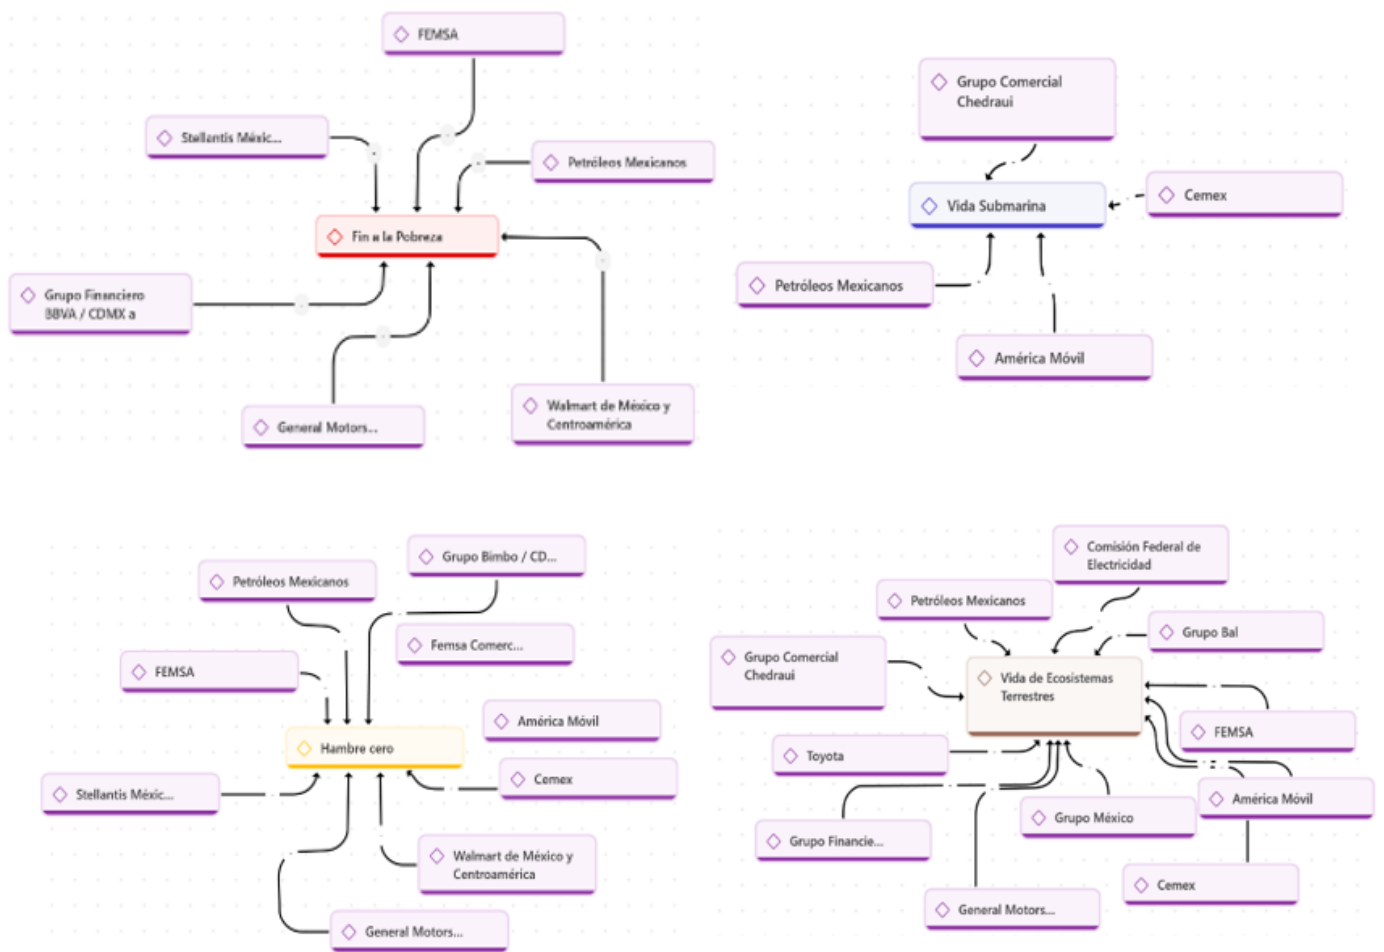 FEMSA
Stellantis Méxic...
Petróleos Mexicanos
Fin a la Pobreza
Grupo Financiero
BBVA / CDMX a
General Motors...
Walmart de México y
Centroamérica
Grupo Comercial
Chedraui
Vida Submarina
Cemex
Petróleos Mexicanos
América Móvil
Grupo Bimbo / CD...
Petróleos Mexicanos
Femsa Comerc...
FEMSA
América Móvil
Hambre cero
Cemex
Stellantis Méxic...
Walmart de México y
Centroamérica
General Motors...
Comisión Federal de
Electricidad
Petróleos Mexicanos
Grupo Bal
Grupo Comercial
Chedraui
Vida de Ecosistemas
Terrestres
FEMSA
Toyota
América Móvil
Grupo México
Grupo Financie...
Cemex
General Motors...